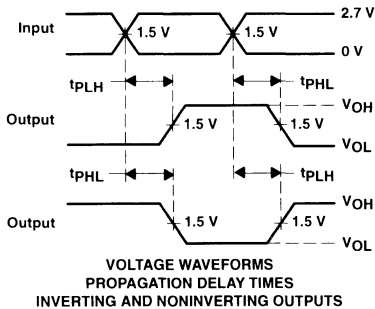 2.7 V
Input
1.5 V
1.5 V
0 V
tPLH
tPHL
VOH
Output
1.5 V
1.5 V
VOL
tPHL
tPLH
VOH
Output
1.5 V
1.5 V
VOL
VOLTAGE WAVEFORMS
PROPAGATION DELAY TIMES
INVERTING AND NONINVERTING OUTPUTS